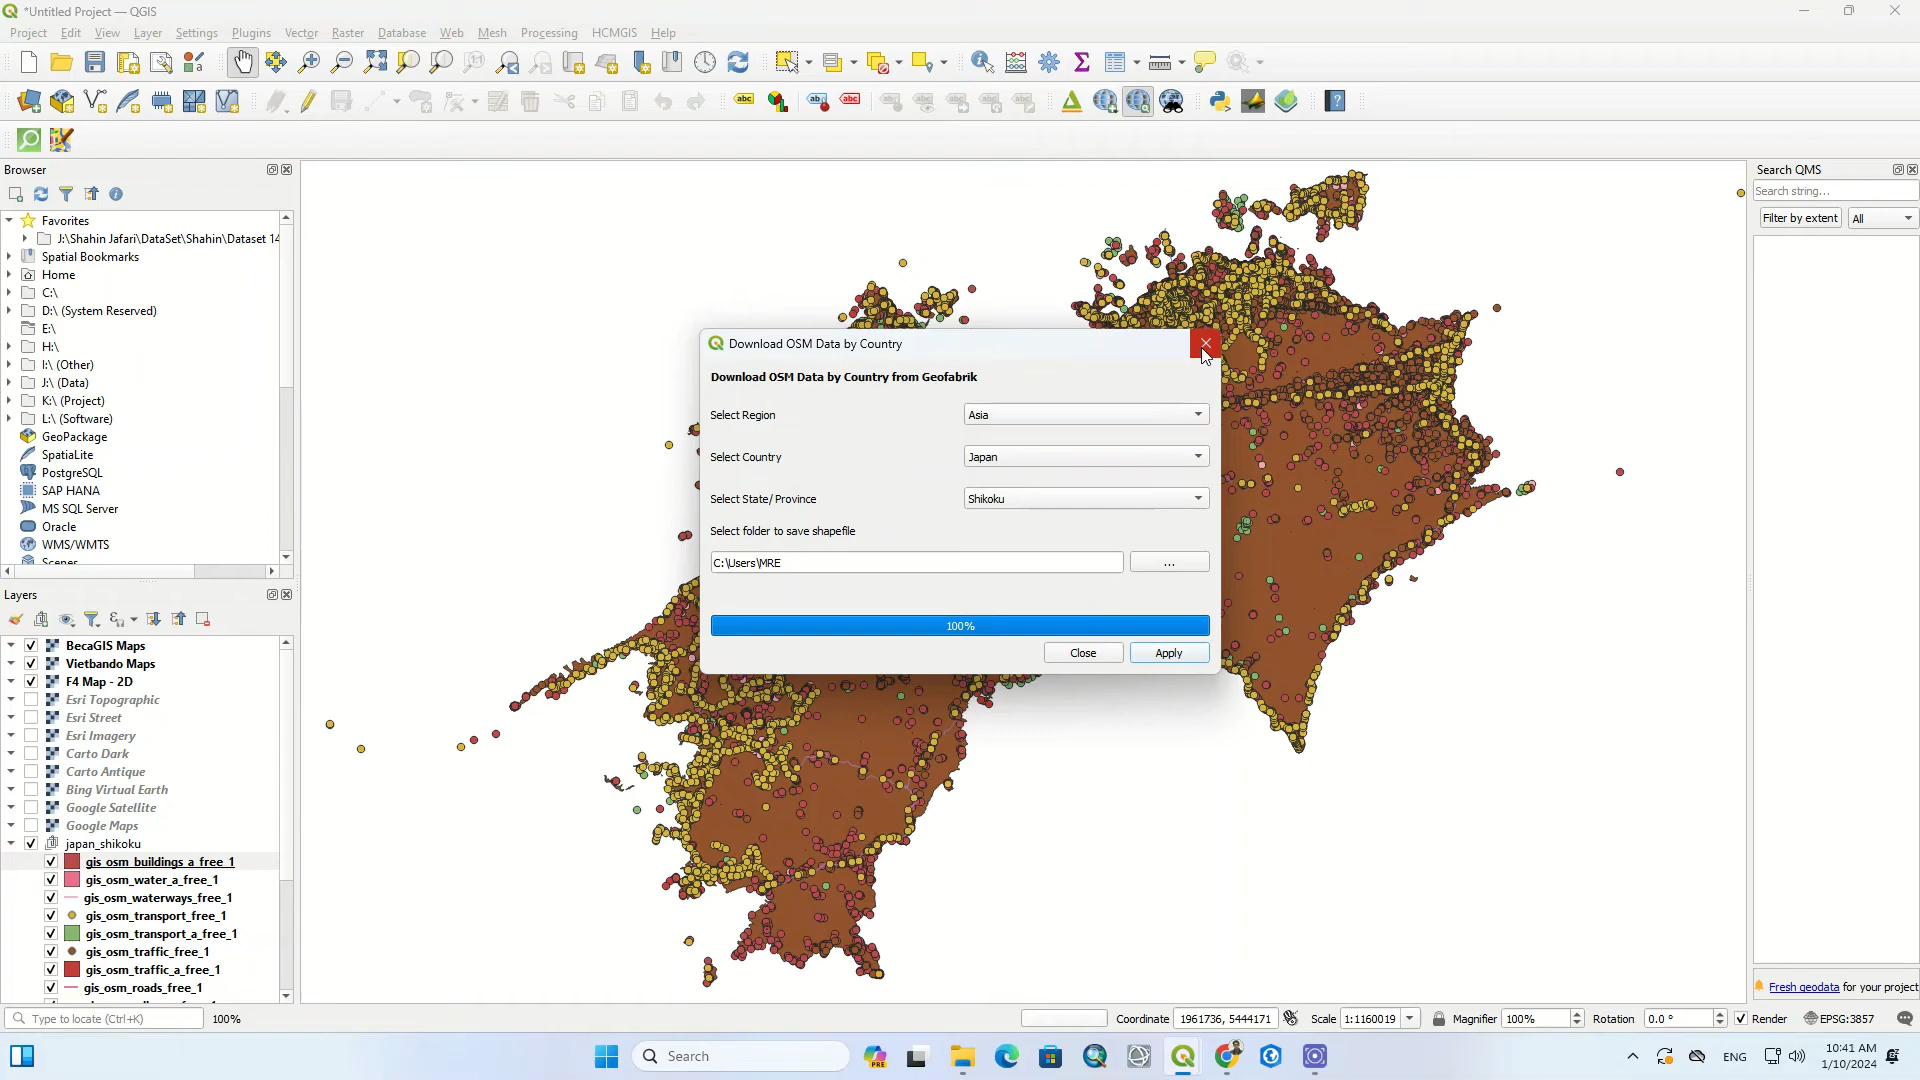 *Untitled Project — QGIS
Project Edit View Layer Settings Plugins Vector Raster Database Web Mesh Processing HCMGIS Help
Browser
Favorites
J:\Shahin Jafari\DataSet\Shahin\Dataset 14
Spatial Bookmarks
Home
C:\
D:\ (System Reserved)
E:\
H:\
I:\ (Other)
J:\ (Data)
K:\ (Project)
L:\ (Software)
GeoPackage
SpatiaLite
PostgreSQL
SAP HANA
MS SQL Server
Oracle
WMS/WMTS
Scenes
Layers
BecaGIS Maps
Vietbando Maps
F4 Map - 2D
Esri Topographic
Esri Street
Esri Imagery
Carto Dark
Carto Antique
Bing Virtual Earth
Google Satellite
Google Maps
japan_shikoku
gis_osm_buildings_a_free_1
gis_osm_water_a_free_1
gis_osm_waterways_free_1
gis_osm_transport_free_1
gis_osm_transport_a_free_1
gis_osm_traffic_free_1
gis_osm_traffic_a_free_1
gis_osm_roads_free_1
Download OSM Data by Country
Download OSM Data by Country from Geofabrik
Select Region Asia
Select Country Japan
Select State/Province Shikoku
Select folder to save shapefile
C:\Users\MRE ...
100%
Close Apply
Search QMS
Search string...
Filter by extent All
Fresh geodata for your project
Type to locate (Ctrl+K) 100% Coordinate 1961736, 5444171 Scale 1:1160019 Magnifier 100% Rotation 0.0 ° Render EPSG:3857
Search ENG 10:41 AM
1/10/2024